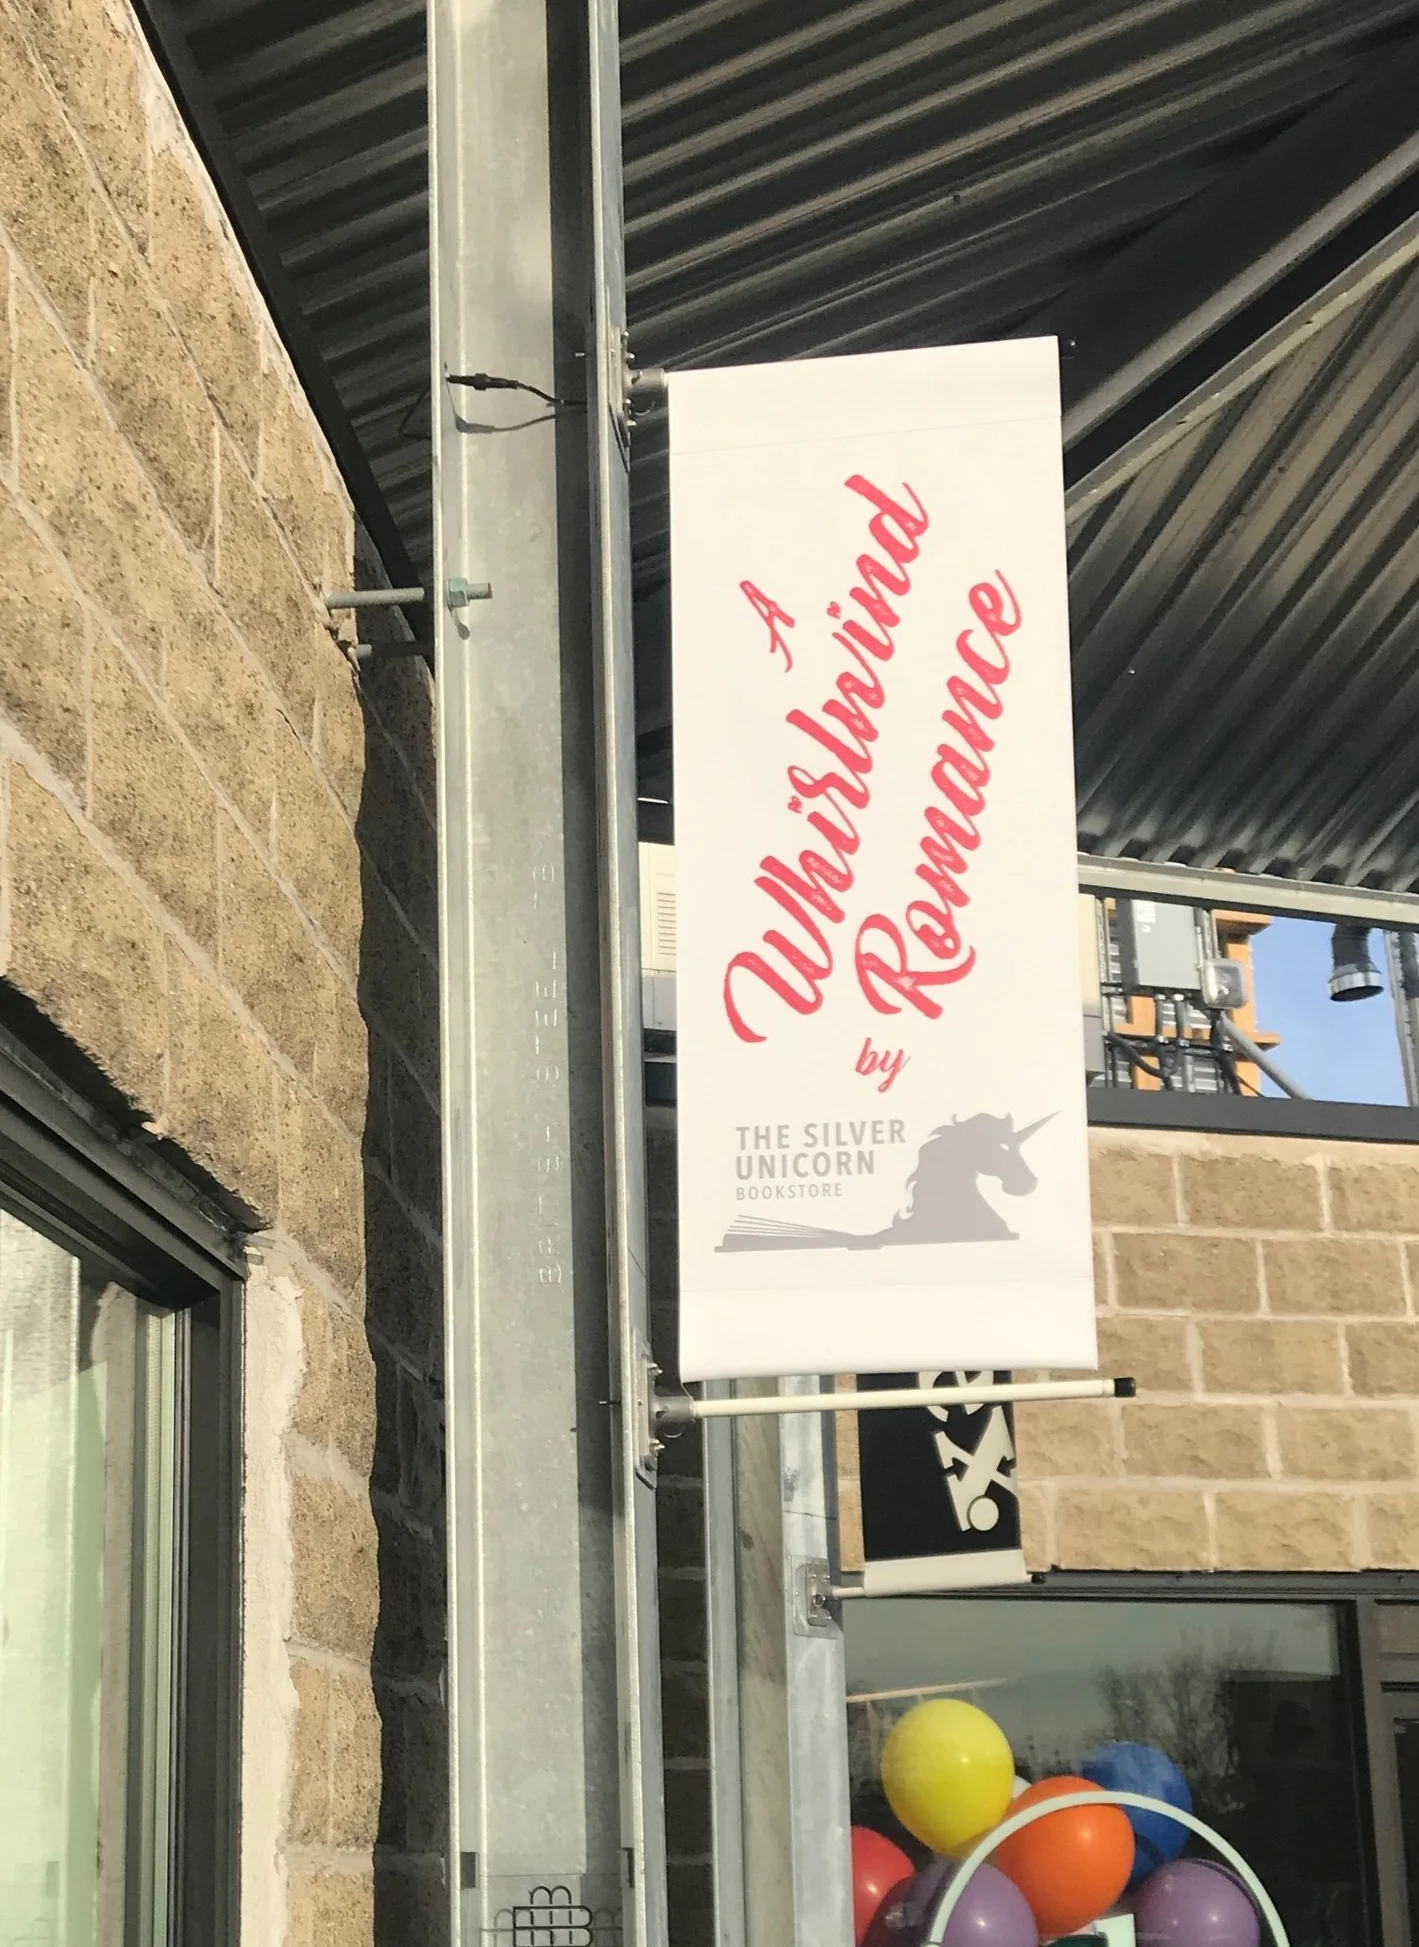 A
Whirlwind
Romance
by
THE SILVER
UNICORN
BOOKSTORE